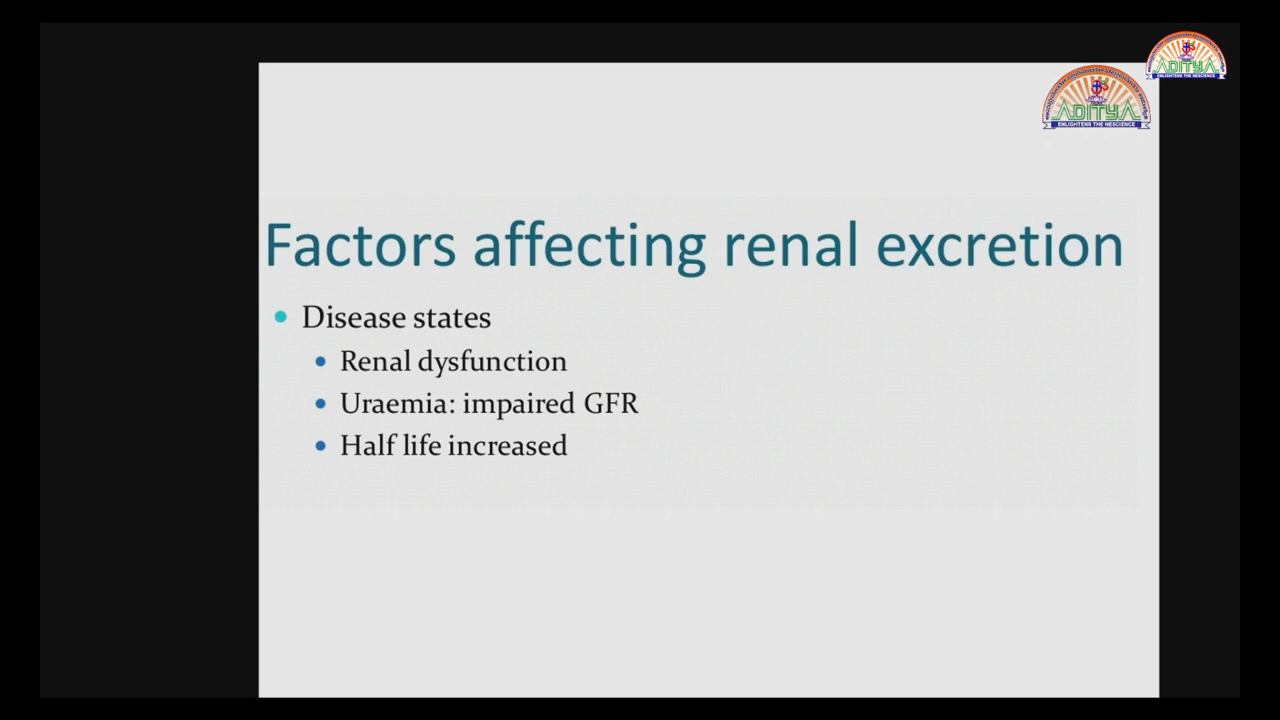 ADITYA
ENLIGHTENS THE NESCIENCE
ADITYA
ENLIGHTENS THE NESCIENCE
Factors affecting renal excretion
Disease states
Renal dysfunction
Uraemia: impaired GFR
Half life increased